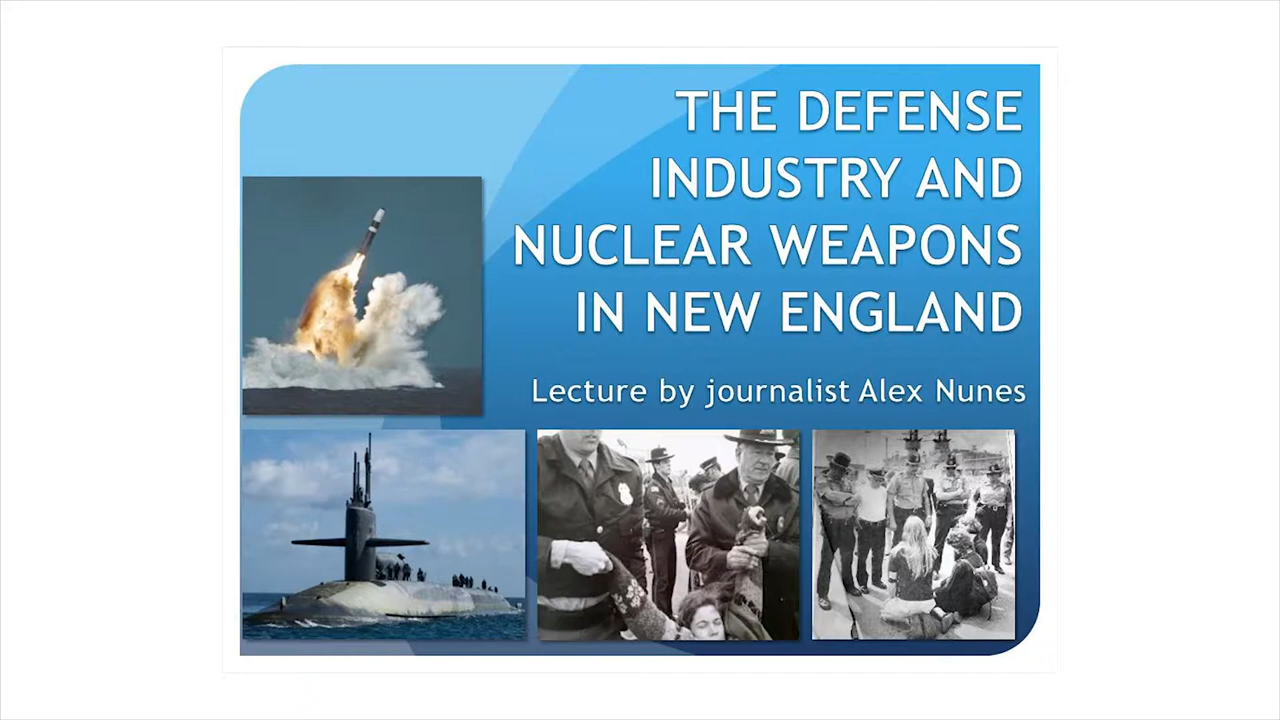 THE DEFENSE
INDUSTRY AND
NUCLEAR WEAPONS
IN NEW ENGLAND
Lecture by journalist Alex Nunes